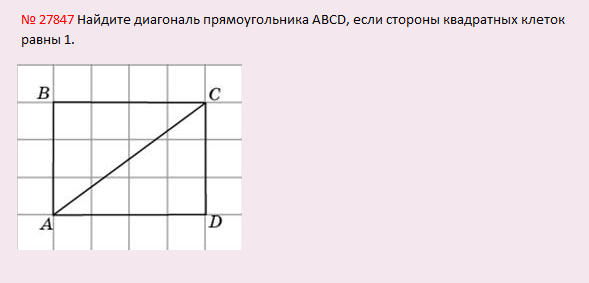 № 27847 Найдите диагональ прямоугольника ABCD, если стороны квадратных клеток
равны 1.
B C
A D